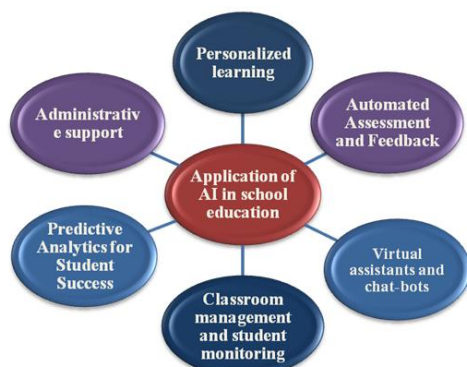 Personalized
learning
Administrativ
e support
Automated
Assessment
and Feedback
Application of
AI in school
education
Predictive
Analytics for
Student
Success
Virtual
assistants and
chat-bots
Classroom
management
and student
monitoring